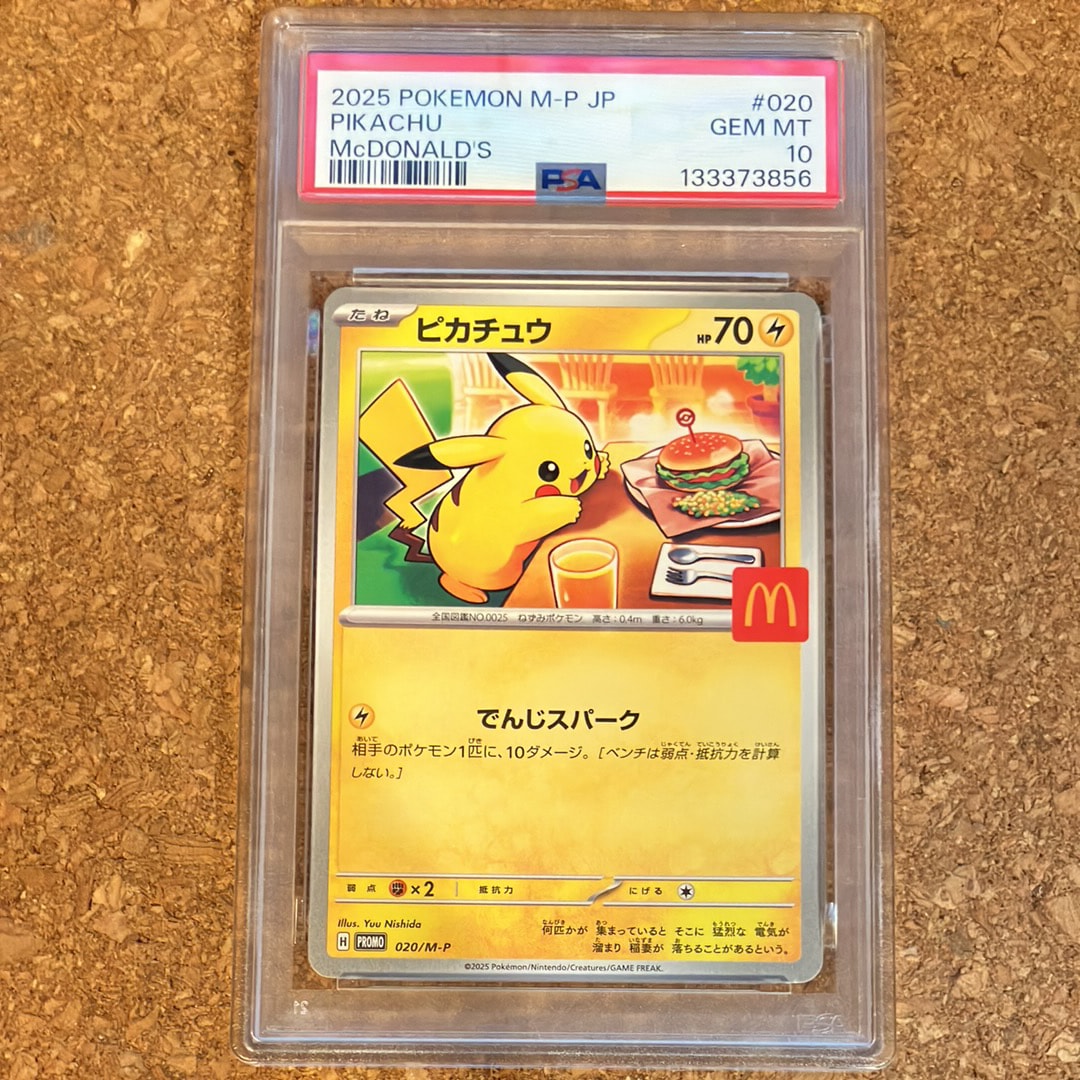 2025 POKEMON M-P JP #020
PIKACHU GEM MT
McDONALD'S 10
PSA 133373856
たね ピカチュウ HP70
全国図鑑NO.0025 ねずみポケモン 高さ:0.4m 重さ:6.0kg
でんじスパーク
相手のポケモン1匹に、10ダメージ。[ベンチは弱点・抵抗力を計算
しない。]
弱点 ×2 抵抗力 にげる
Illus. Yuu Nishida
何匹かが 集まっていると そこに 猛烈な 電気が
H PROMO 020/M-P
溜まり 稲妻が 落ちることがあるという。
©2025 Pokémon/Nintendo/Creatures/GAME FREAK.